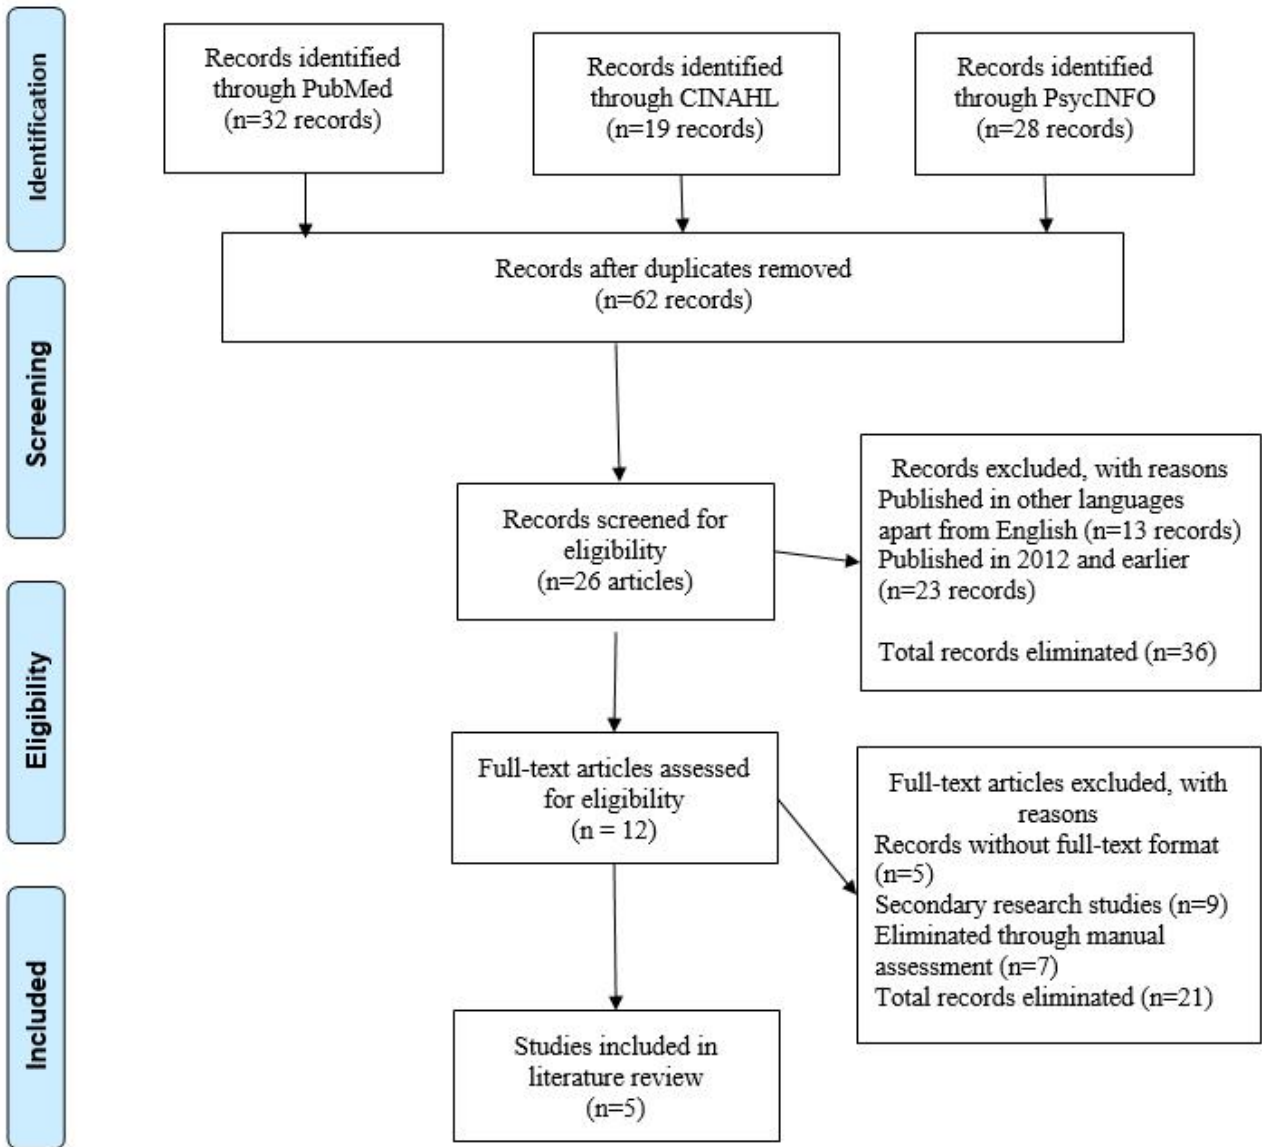 Identification
Records identified
through PubMed
(n=32 records)
Records identified
through CINAHL
(n=19 records)
Records identified
through PsycINFO
(n=28 records)
Records after duplicates removed
(n=62 records)
Screening
Records screened for
eligibility
(n=26 articles)
Records excluded, with reasons
Published in other languages
apart from English (n=13 records)
Published in 2012 and earlier
(n=23 records)
Total records eliminated (n=36)
Eligibility
Full-text articles assessed
for eligibility
(n = 12)
Full-text articles excluded, with
reasons
Records without full-text format
(n=5)
Secondary research studies (n=9)
Eliminated through manual
assessment (n=7)
Total records eliminated (n=21)
Included
Studies included in
literature review
(n=5)